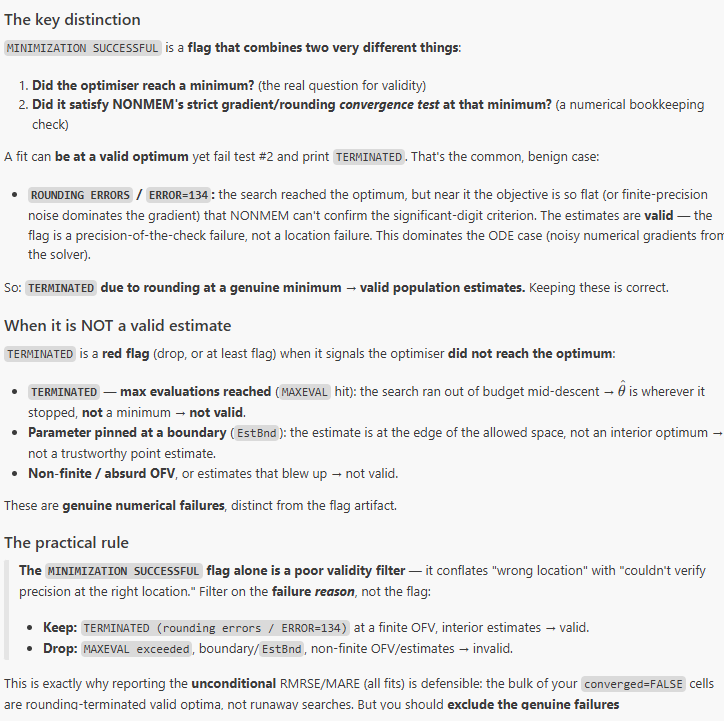 The key distinction
MINIMIZATION SUCCESSFUL is a flag that combines two very different things:
1. Did the optimiser reach a minimum? (the real question for validity)
2. Did it satisfy NONMEM's strict gradient/rounding convergence test at that minimum? (a numerical bookkeeping
check)
A fit can be at a valid optimum yet fail test #2 and print TERMINATED. That's the common, benign case:
• ROUNDING ERRORS / ERROR=134: the search reached the optimum, but near it the objective is so flat (or finite-precision
noise dominates the gradient) that NONMEM can't confirm the significant-digit criterion. The estimates are valid — the
flag is a precision-of-the-check failure, not a location failure. This dominates the ODE case (noisy numerical gradients from
the solver).
So: TERMINATED due to rounding at a genuine minimum → valid population estimates. Keeping these is correct.
When it is NOT a valid estimate
TERMINATED is a red flag (drop, or at least flag) when it signals the optimiser did not reach the optimum:
• TERMINATED — max evaluations reached (MAXEVAL hit): the search ran out of budget mid-descent → θ̂ is wherever it
stopped, not a minimum → not valid.
• Parameter pinned at a boundary (EstBnd): the estimate is at the edge of the allowed space, not an interior optimum →
not a trustworthy point estimate.
• Non-finite / absurd OFV, or estimates that blew up → not valid.
These are genuine numerical failures, distinct from the flag artifact.
The practical rule
The MINIMIZATION SUCCESSFUL flag alone is a poor validity filter — it conflates "wrong location" with "couldn't verify
precision at the right location." Filter on the failure reason, not the flag:
• Keep: TERMINATED (rounding errors / ERROR=134) at a finite OFV, interior estimates → valid.
• Drop: MAXEVAL exceeded, boundary/EstBnd, non-finite OFV/estimates → invalid.
This is exactly why reporting the unconditional RMRSE/MARE (all fits) is defensible: the bulk of your converged=FALSE cells
are rounding-terminated valid optima, not runaway searches. But you should exclude the genuine failures